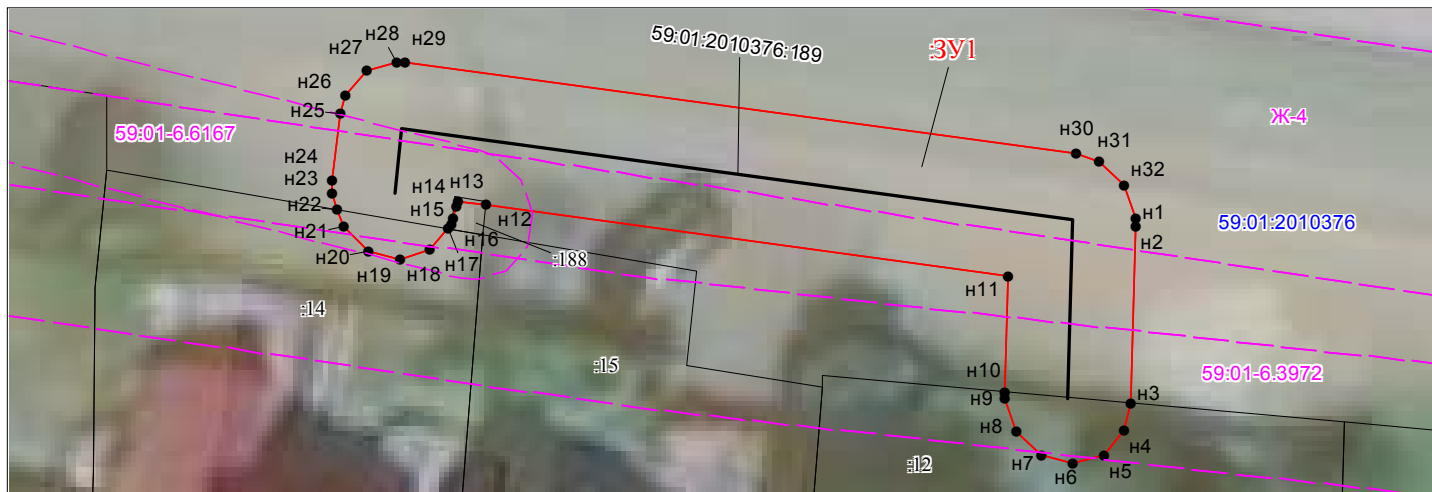 59:01:2010376:189
:ЗУ1
н28
н29
н27
н26
н25
59:01-6.6167
Ж-4
н30
н31
н32
н24
н23
н22
н21
н20
н19
н14
н13
н15
н12
н16
н17
н18
:188
н1
н2
59:01:2010376
н11
:14
:15
н10
н9
н3
59:01-6.3972
н8
н4
н7
н5
н6
:12